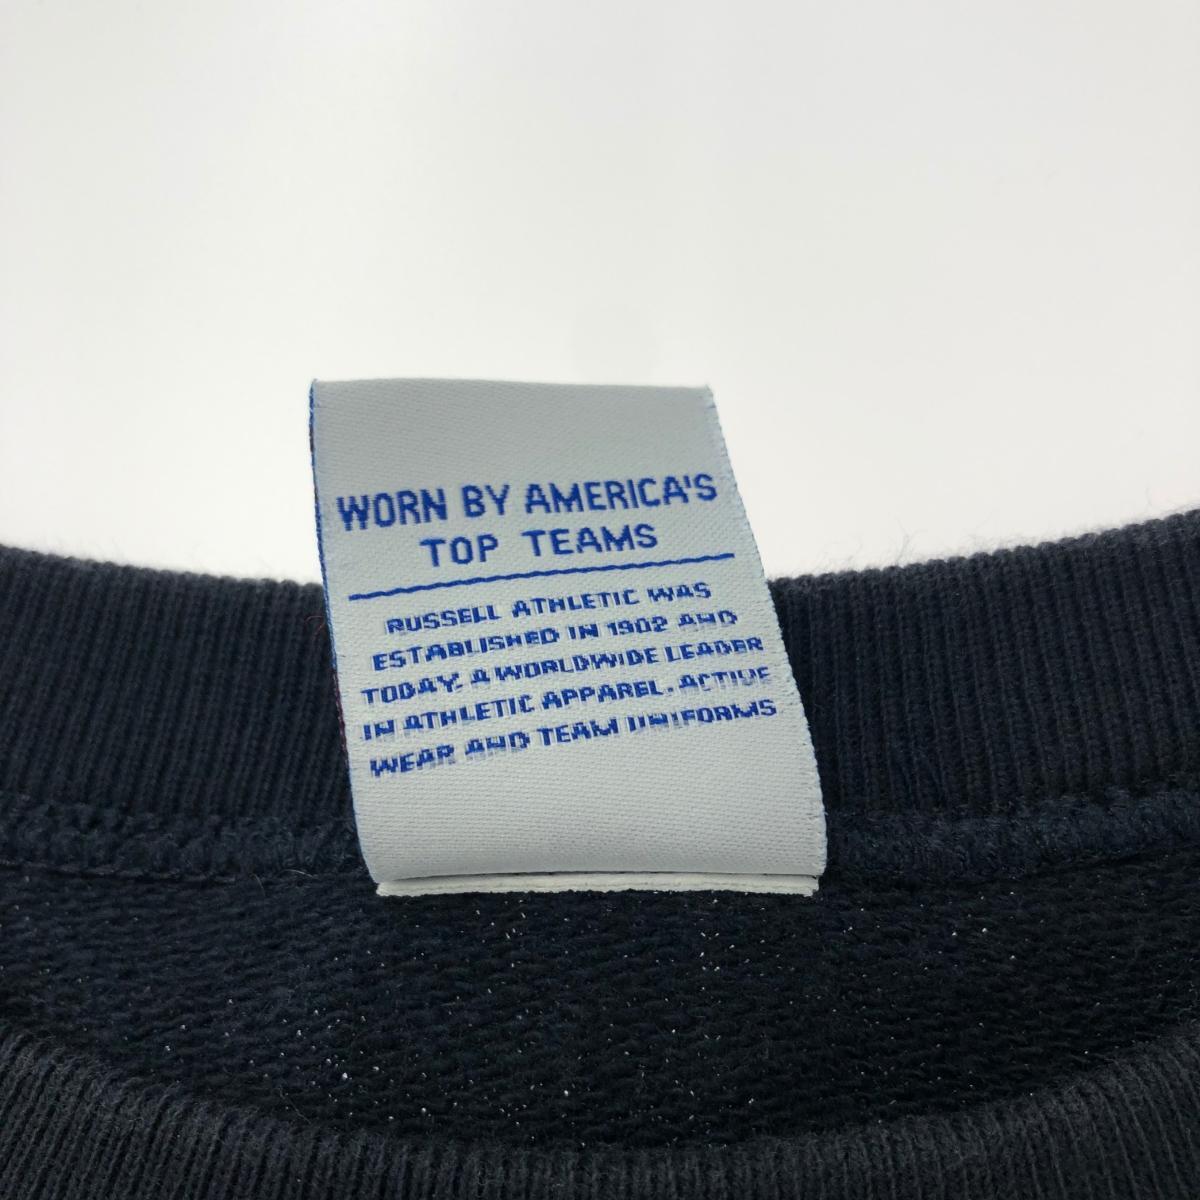 WORN BY AMERICA'S
TOP TEAMS
RUSSELL ATHLETIC WAS
ESTABLISHED IN 1902 AND
TODAY. A WORLDWIDE LEADER
IN ATHLETIC APPAREL. ACTIVE
WEAR AND TEAM UNIFORMS